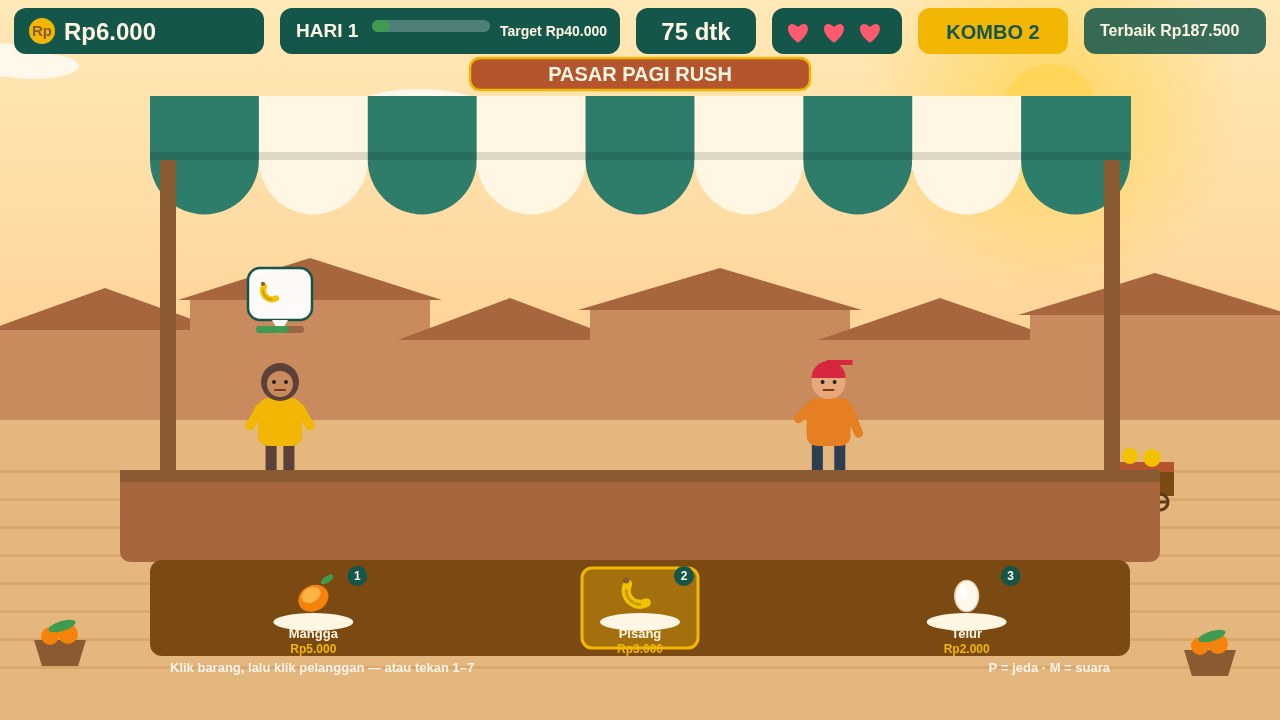 Rp Rp6.000
HARI 1 Target Rp40.000
75 dtk
KOMBO 2
Terbaik Rp187.500
PASAR PAGI RUSH
1
Mangga
Rp5.000
2
Pisang
Rp3.000
3
Telur
Rp2.000
Klik barang, lalu klik pelanggan — atau tekan 1–7
P = jeda · M = suara